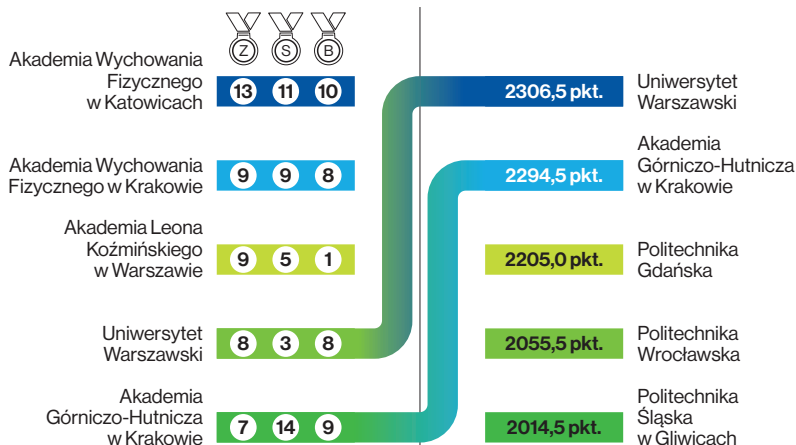 Z S B
Akademia Wychowania
Fizycznego
w Katowicach
13 11 10
Akademia Wychowania
Fizycznego w Krakowie
9 9 8
Akademia Leona
Koźmińskiego
w Warszawie
9 5 1
Uniwersytet
Warszawski
8 3 8
Akademia
Górniczo-Hutnicza
w Krakowie
7 14 9
2306,5 pkt.
Uniwersytet
Warszawski
2294,5 pkt.
Akademia
Górniczo-Hutnicza
w Krakowie
2205,0 pkt.
Politechnika
Gdańska
2055,5 pkt.
Politechnika
Wrocławska
2014,5 pkt.
Politechnika
Śląska
w Gliwicach